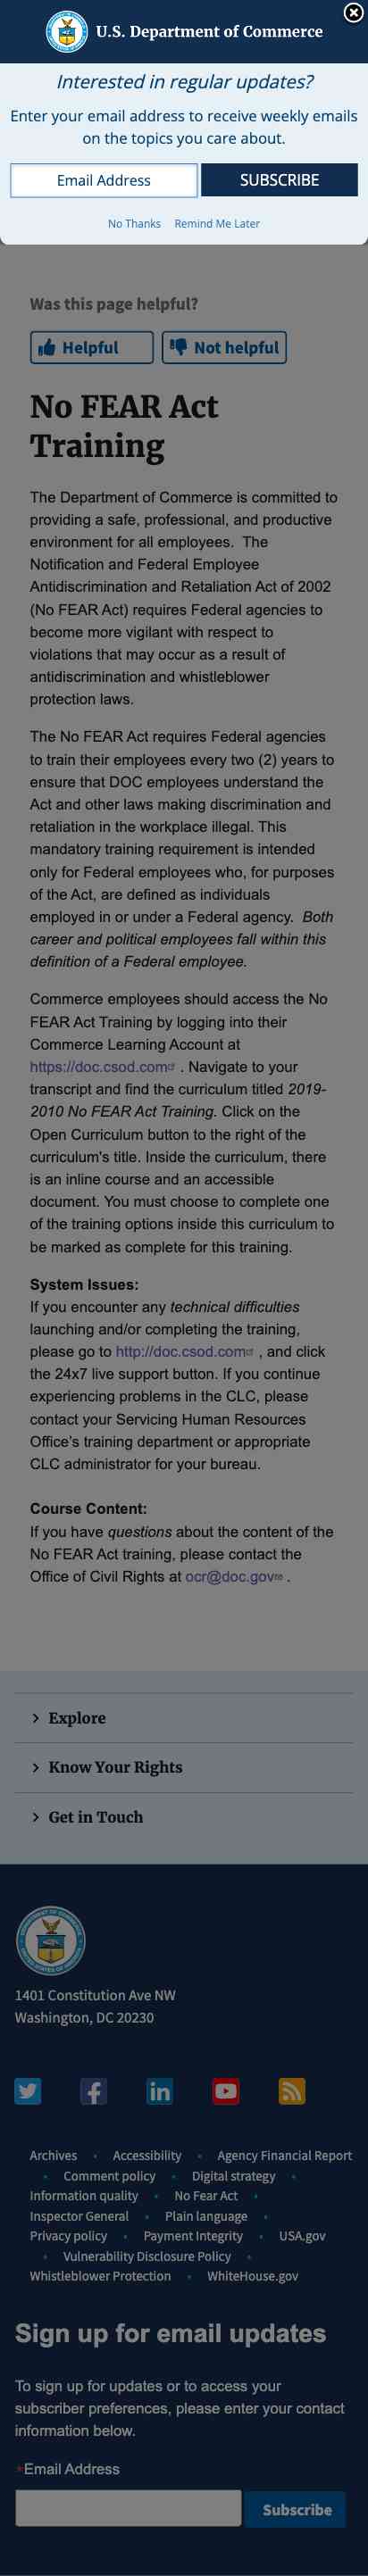 U.S. Department of Commerce
Interested in regular updates?
Enter your email address to receive weekly emails
on the topics you care about.
Email Address
SUBSCRIBE
No Thanks
Remind Me Later
Was this page helpful?
Helpful
Not helpful
No FEAR Act
Training
The Department of Commerce is committed to
providing a safe, professional, and productive
environment for all employees.  The
Notification and Federal Employee
Antidiscrimination and Retaliation Act of 2002
(No FEAR Act) requires Federal agencies to
become more vigilant with respect to
violations that may occur as a result of
antidiscrimination and whistleblower
protection laws.
The No FEAR Act requires Federal agencies
to train their employees every two (2) years to
ensure that DOC employees understand the
Act and other laws making discrimination and
retaliation in the workplace illegal. This
mandatory training requirement is intended
only for Federal employees who, for purposes
of the Act, are defined as individuals
employed in or under a Federal agency.  Both
career and political employees fall within this
definition of a Federal employee.
Commerce employees should access the No
FEAR Act Training by logging into their
Commerce Learning Account at
https://doc.csod.com . Navigate to your
transcript and find the curriculum titled 2019-
2010 No FEAR Act Training. Click on the
Open Curriculum button to the right of the
curriculum's title. Inside the curriculum, there
is an inline course and an accessible
document. You must choose to complete one
of the training options inside this curriculum to
be marked as complete for this training.
System Issues:
If you encounter any technical difficulties
launching and/or completing the training,
please go to http://doc.csod.com , and click
the 24x7 live support button. If you continue
experiencing problems in the CLC, please
contact your Servicing Human Resources
Office's training department or appropriate
CLC administrator for your bureau.
Course Content:
If you have questions about the content of the
No FEAR Act training, please contact the
Office of Civil Rights at ocr@doc.gov .
Explore
Know Your Rights
Get in Touch
1401 Constitution Ave NW
Washington, DC 20230
Archives • Accessibility • Agency Financial Report
• Comment policy • Digital strategy •
Information quality • No Fear Act •
Inspector General • Plain language •
Privacy policy • Payment Integrity • USA.gov
• Vulnerability Disclosure Policy •
Whistleblower Protection • WhiteHouse.gov
Sign up for email updates
To sign up for updates or to access your
subscriber preferences, please enter your contact
information below.
*Email Address
Subscribe